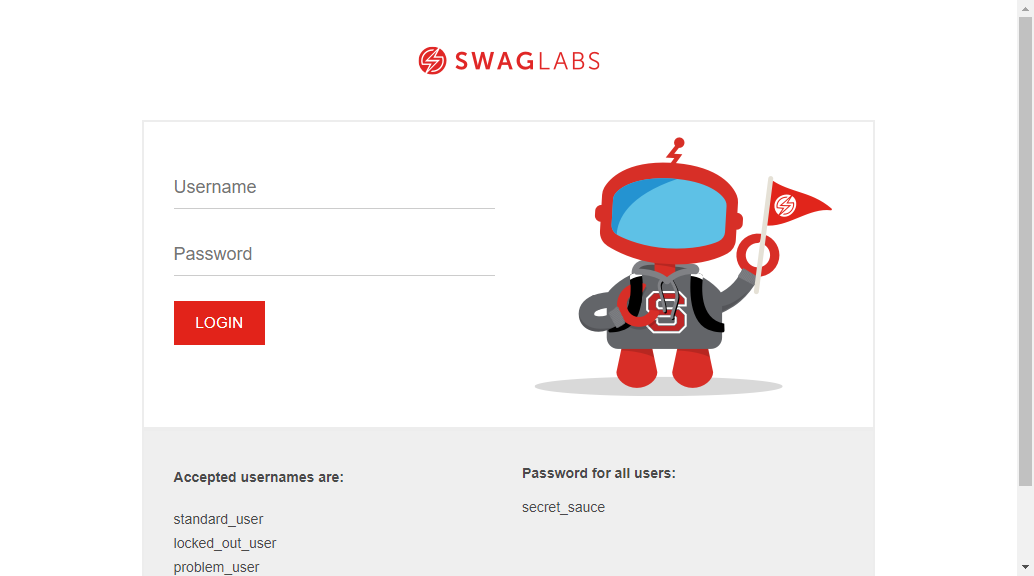 SWAGLABS
Username
Password
LOGIN
S
Accepted usernames are:
standard_user
locked_out_user
problem_user
Password for all users:
secret_sauce